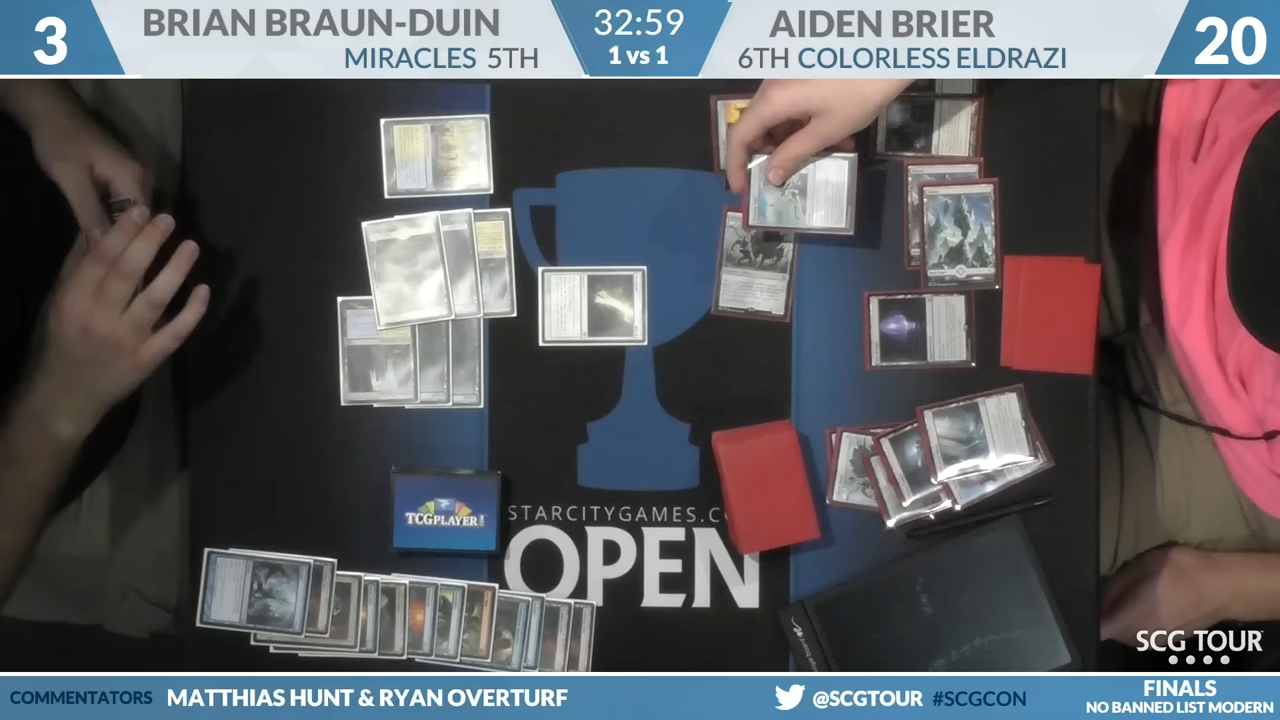 3
BRIAN BRAUN-DUIN
MIRACLES 5TH
32:59
1 vs 1
AIDEN BRIER
6TH COLORLESS ELDRAZI
20
TCGPLAYER
STARCITYGAMES.C
OPEN
SCG TOUR
COMMENTATORS MATTHIAS HUNT & RYAN OVERTURF
@SCGTOUR #SCGCON
FINALS
NO BANNED LIST MODERN